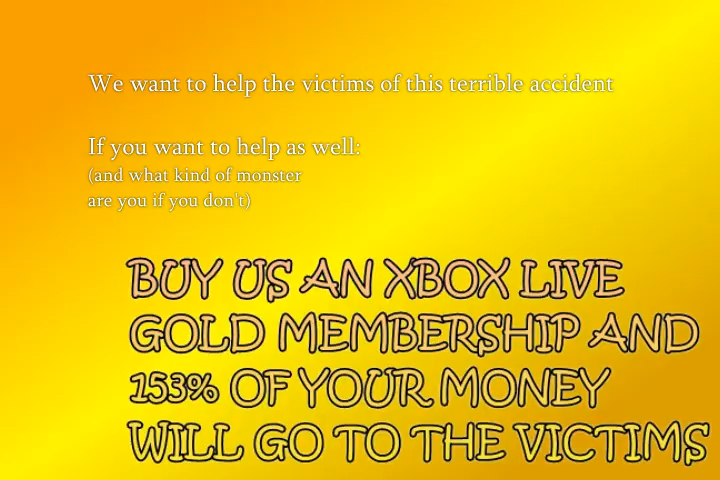 We want to help the victims of this terrible accident
If you want to help as well:
(and what kind of monster
are you if you don't)
BUY US AN XBOX LIVE
GOLD MEMBERSHIP AND
153% OF YOUR MONEY
WILL GO TO THE VICTIMS